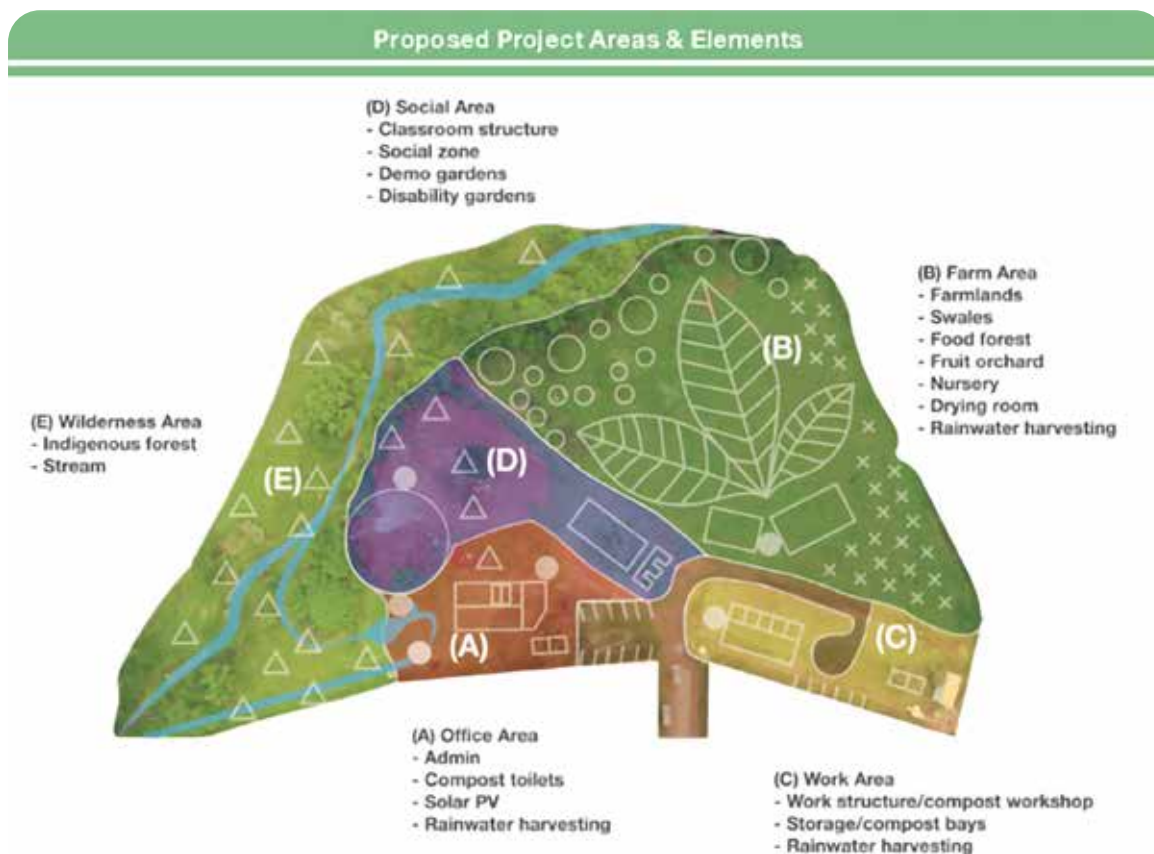 Proposed Project Areas & Elements
(D) Social Area
- Classroom structure
- Social zone
- Demo gardens
- Disability gardens
(B) Farm Area
- Farmlands
- Swales
- Food forest
- Fruit orchard
- Nursery
- Drying room
- Rainwater harvesting
(E) Wilderness Area
- Indigenous forest
- Stream
(B)
(D)
(E)
(A)
(C)
(A) Office Area
- Admin
- Compost toilets
- Solar PV
- Rainwater harvesting
(C) Work Area
- Work structure/compost workshop
- Storage/compost bays
- Rainwater harvesting